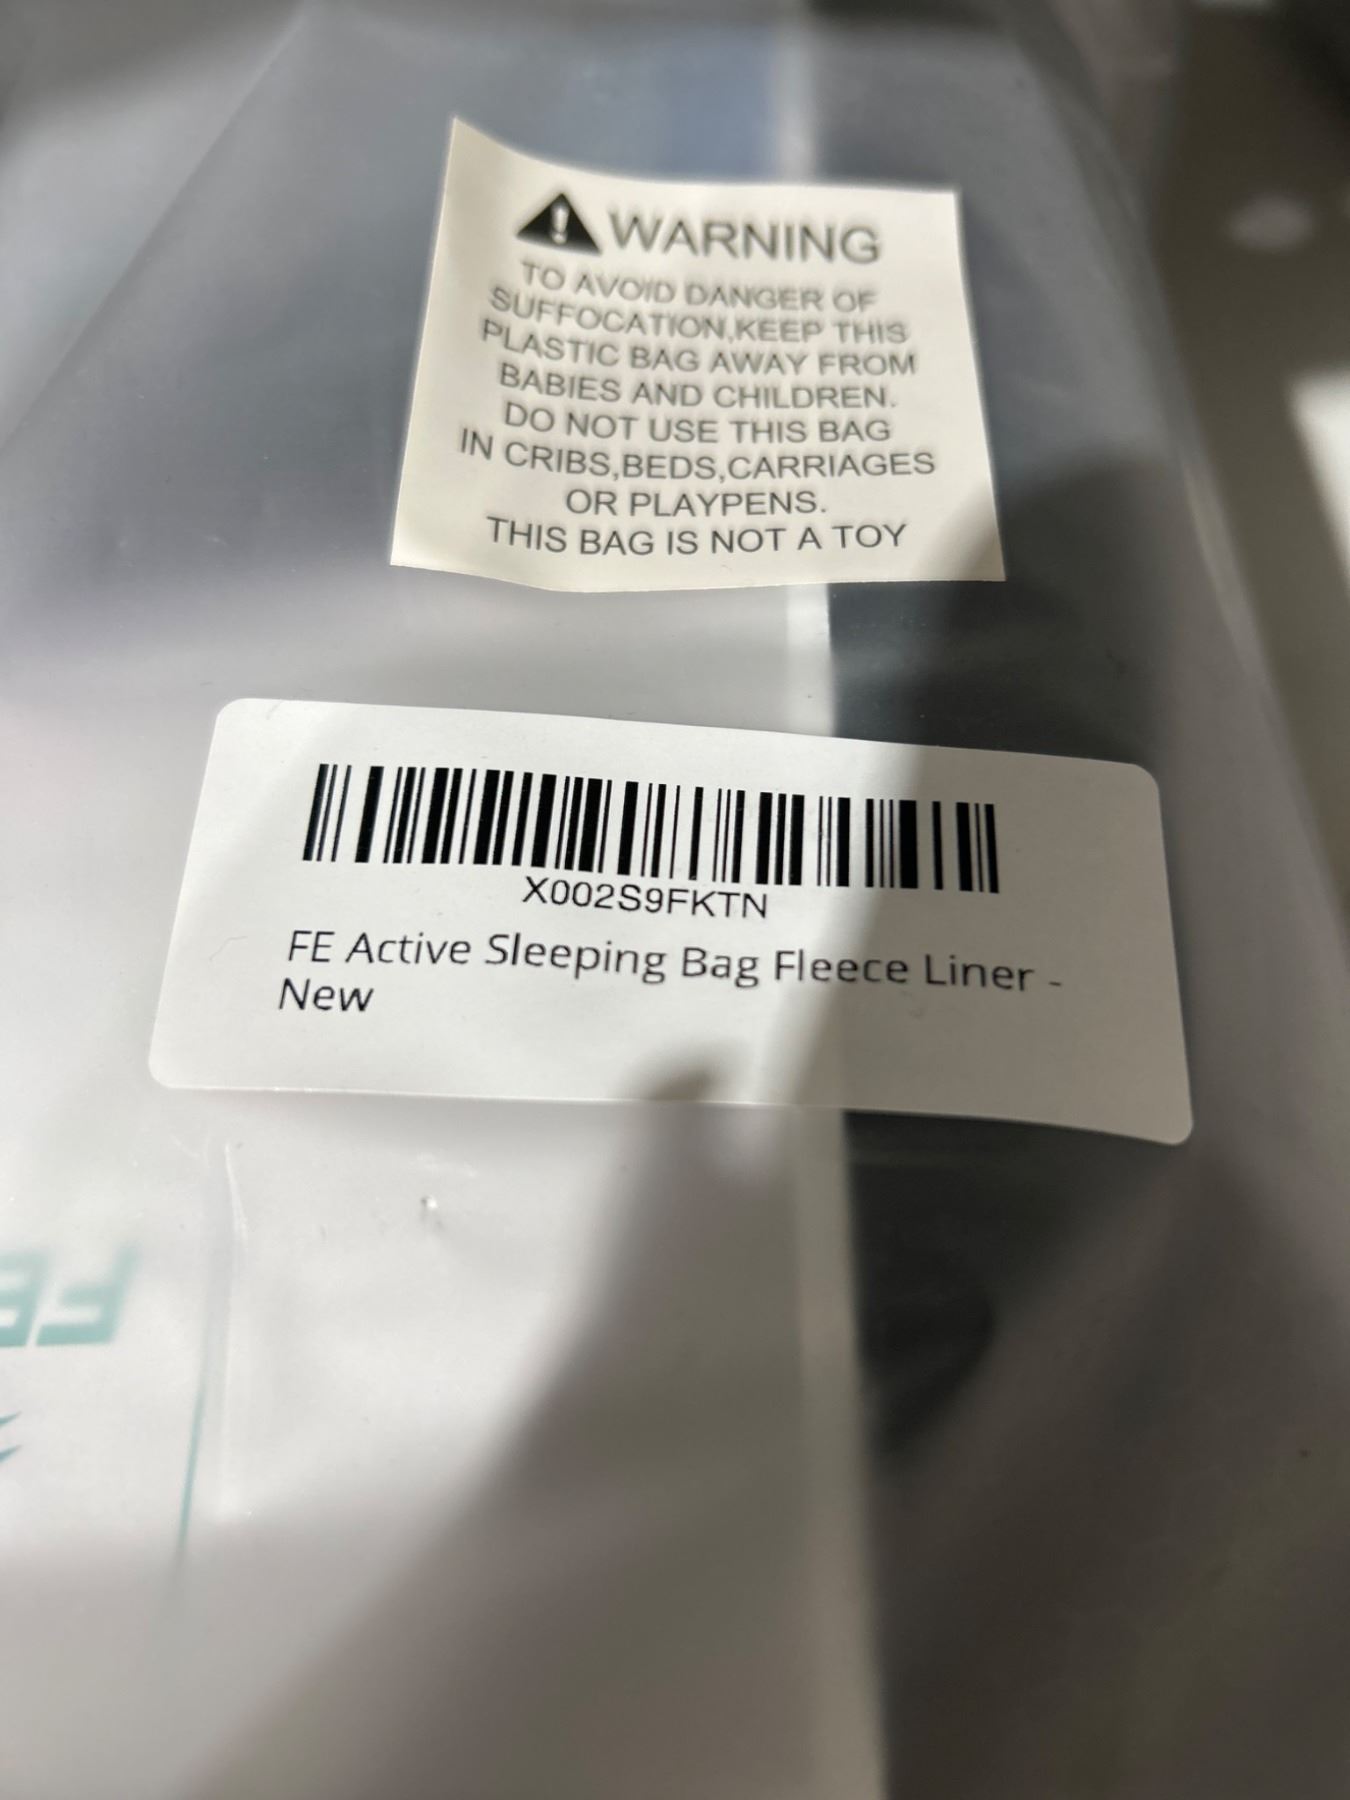 WARNING
TO AVOID DANGER OF
SUFFOCATION,KEEP THIS
PLASTIC BAG AWAY FROM
BABIES AND CHILDREN.
DO NOT USE THIS BAG
IN CRIBS,BEDS,CARRIAGES
OR PLAYPENS.
THIS BAG IS NOT A TOY
X002S9FKTN
FE Active Sleeping Bag Fleece Liner -
New
FE